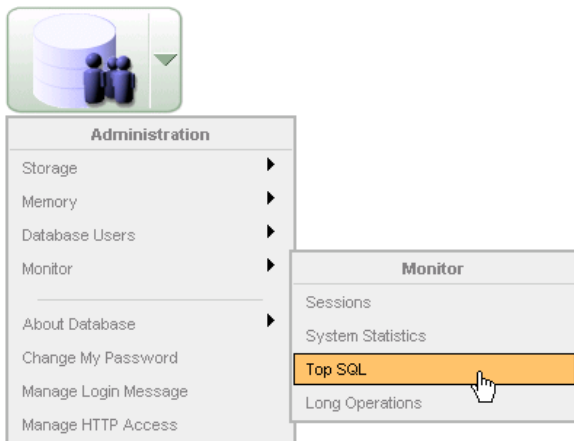 Administration
Storage
Memory
Database Users
Monitor
About Database
Change My Password
Manage Login Message
Manage HTTP Access
Monitor
Sessions
System Statistics
Top SQL
Long Operations